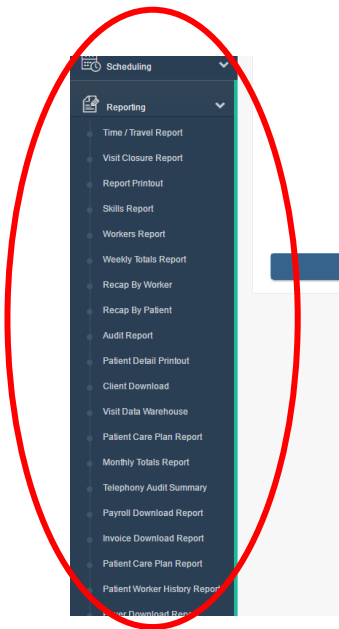 Scheduling
Reporting
Time / Travel Report
Visit Closure Report
Report Printout
Skills Report
Workers Report
Weekly Totals Report
Recap By Worker
Recap By Patient
Audit Report
Patient Detail Printout
Client Download
Visit Data Warehouse
Patient Care Plan Report
Monthly Totals Report
Telephony Audit Summary
Payroll Download Report
Invoice Download Report
Patient Care Plan Report
Patient Worker History Report
Download Report